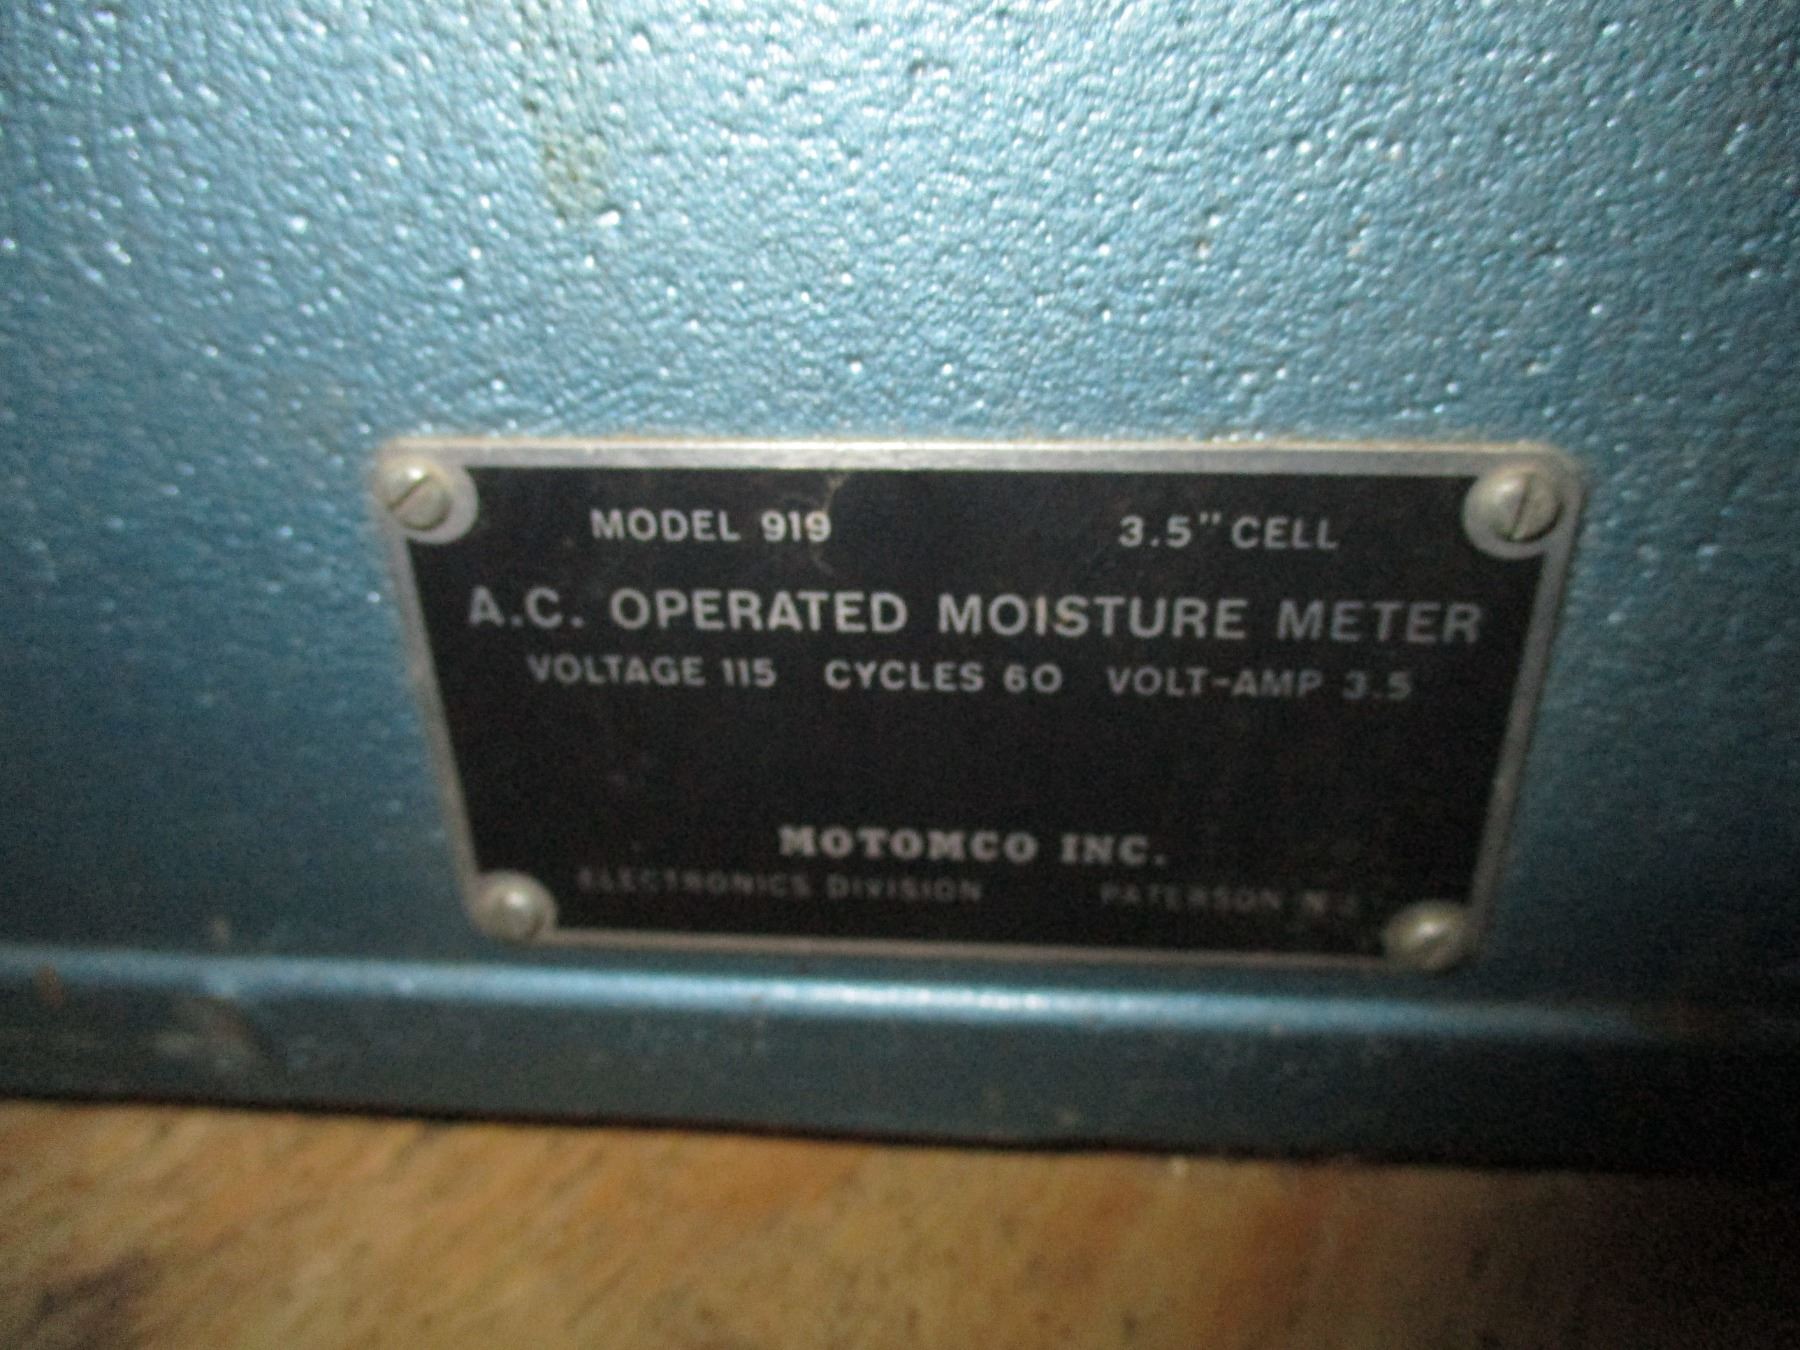 MODEL 919 3.5" CELL
A.C. OPERATED MOISTURE METER
VOLTAGE 115 CYCLES 60 VOLT-AMP 3.5
MOTOMCO INC.
ELECTRONICS DIVISION PATERSON N.J.